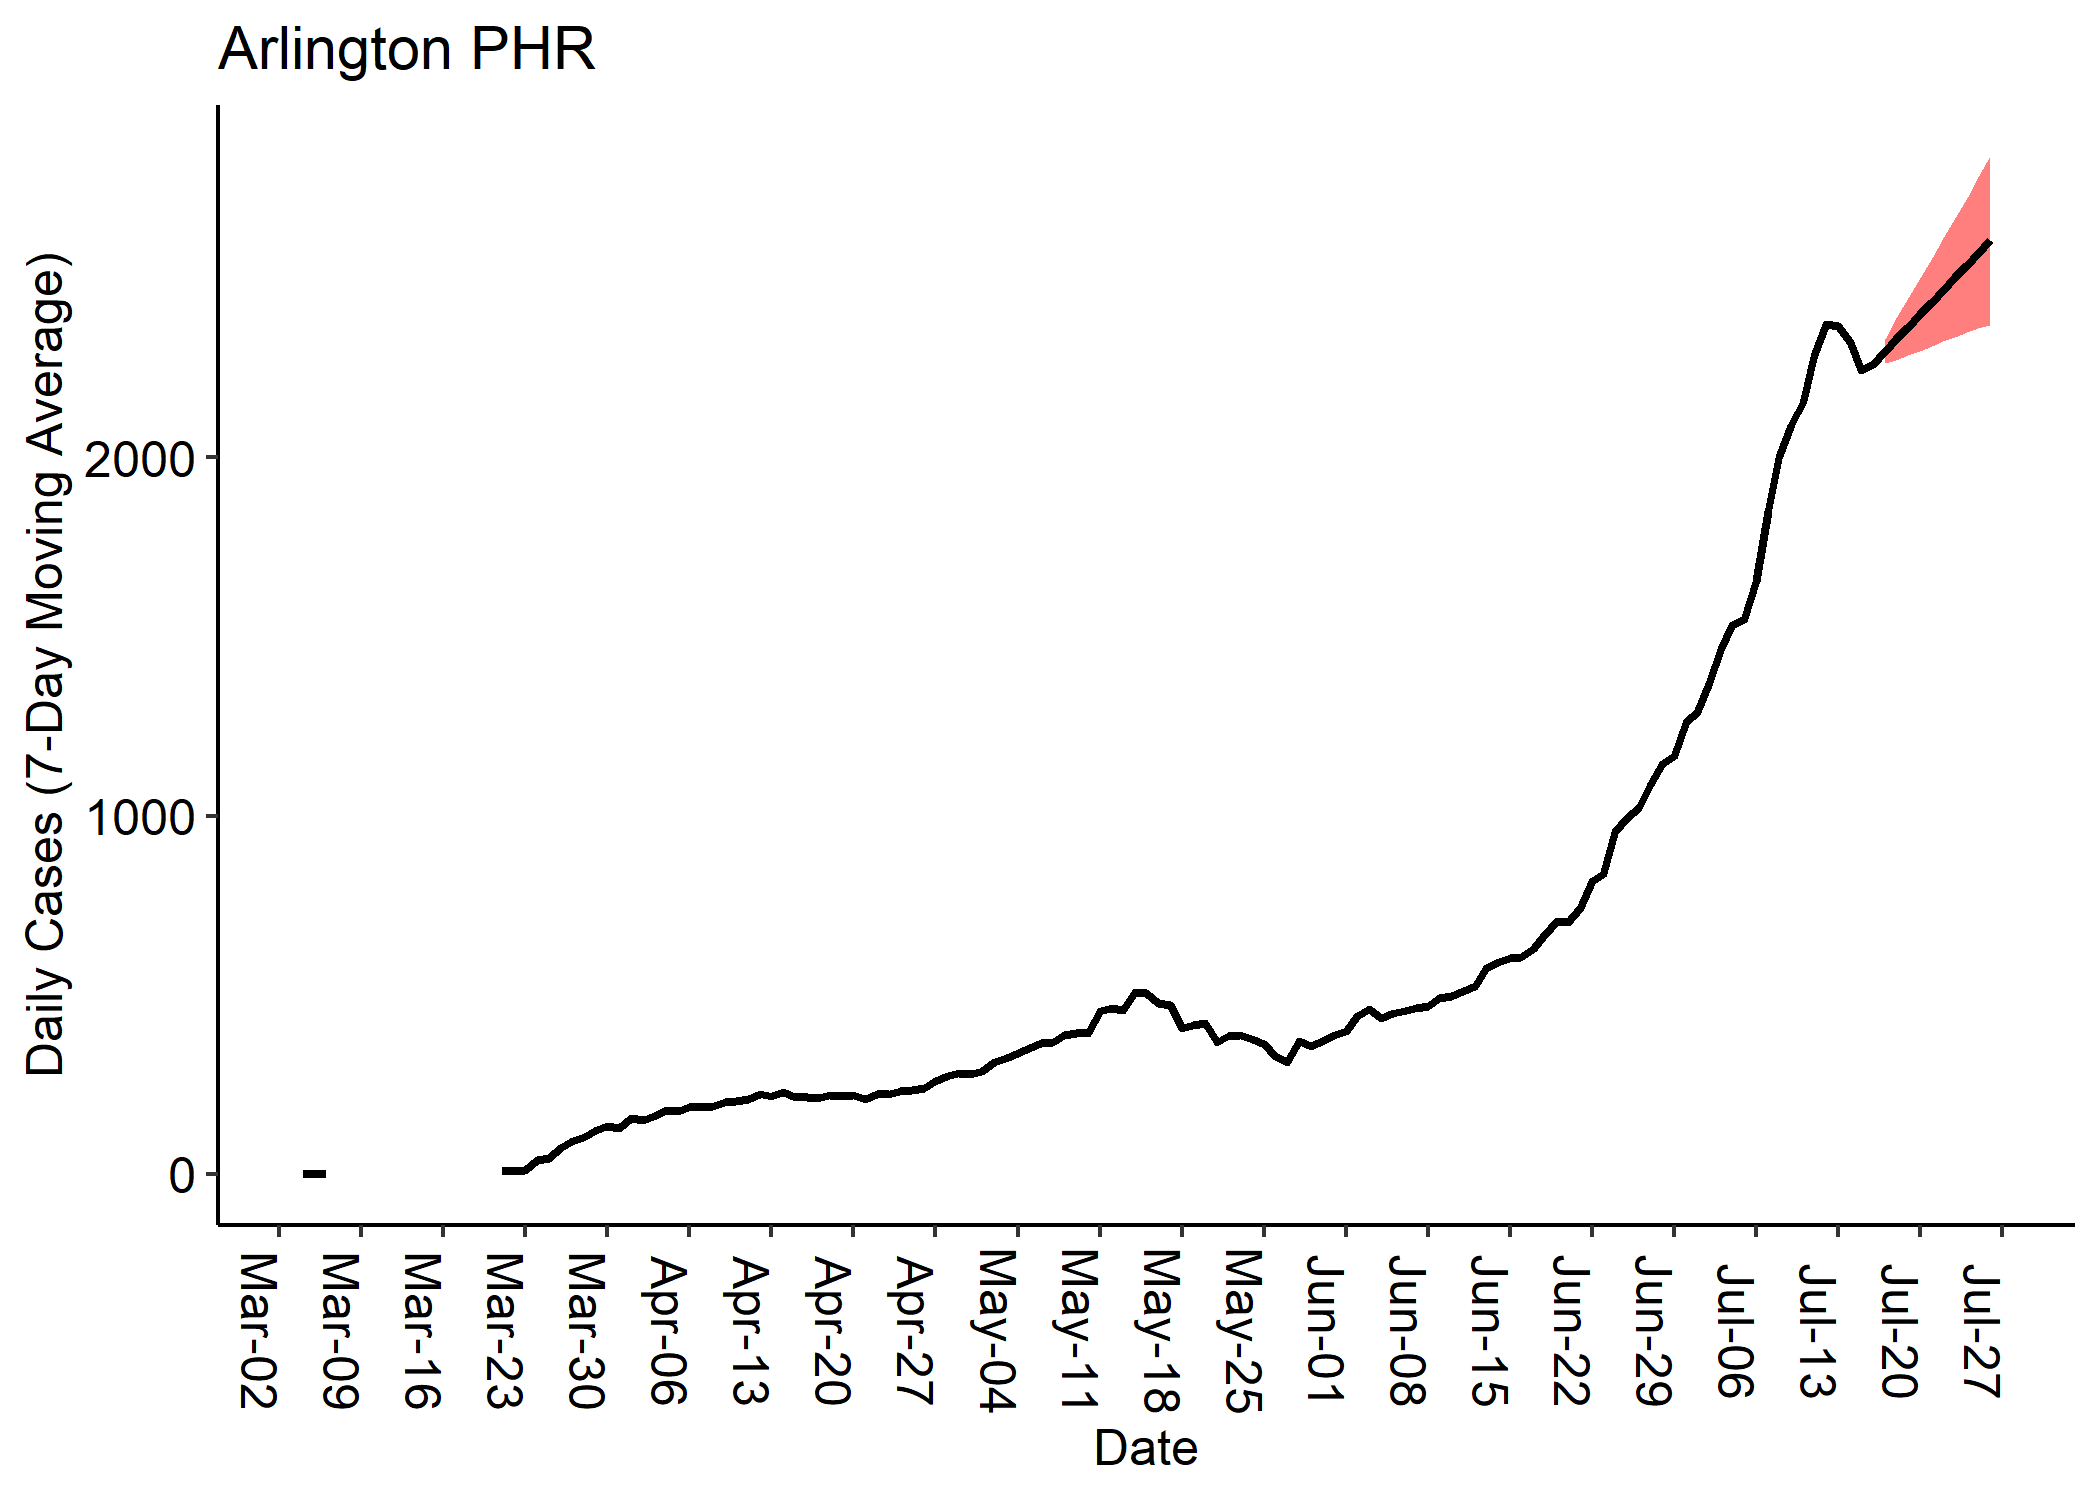 Arlington PHR
Daily Cases (7-Day Moving Average)
2000
1000
0
Mar-02
Mar-09
Mar-16
Mar-23
Mar-30
Apr-06
Apr-13
Apr-20
Apr-27
May-04
May-11
May-18
May-25
Jun-01
Jun-08
Jun-15
Jun-22
Jun-29
Jul-06
Jul-13
Jul-20
Jul-27
Date